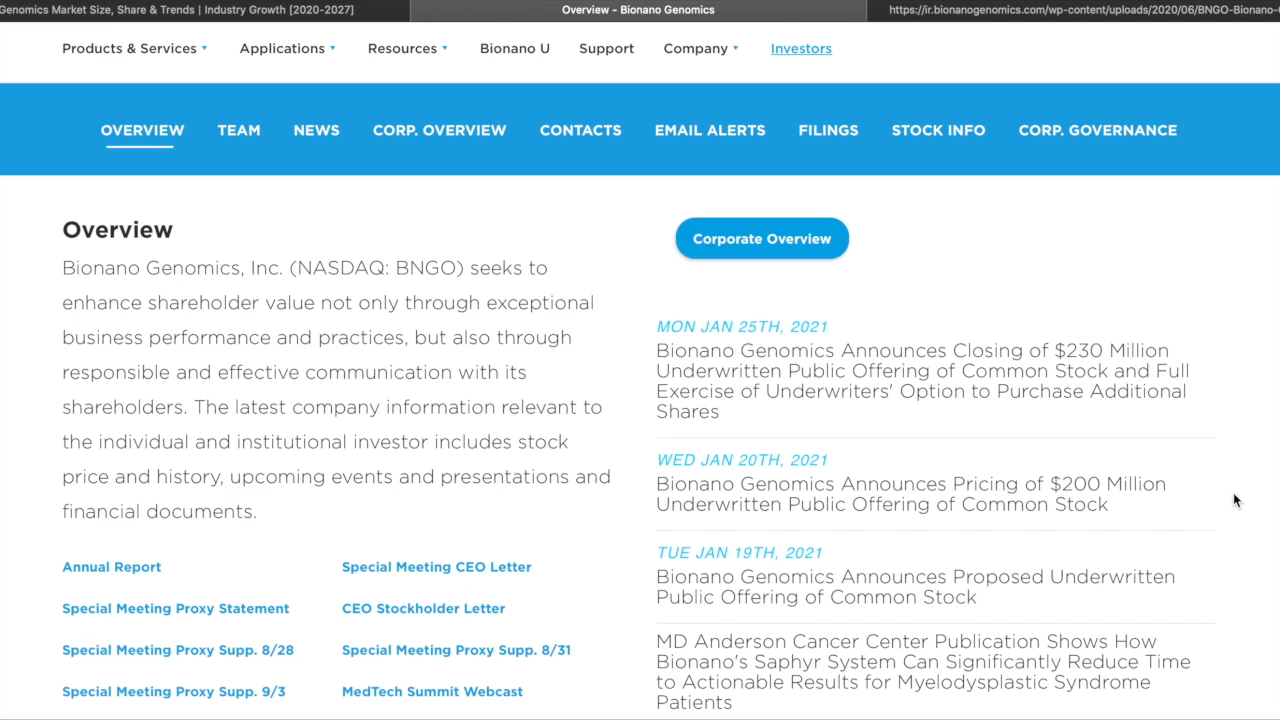 Genomics Market Size, Share & Trends | Industry Growth [2020-2027]
Overview - Bionano Genomics
https://ir.bionanogenomics.com/wp-content/uploads/2020/06/BNGO-Bionano-
Products & Services
Applications
Resources
Bionano U
Support
Company
Investors
OVERVIEW
TEAM
NEWS
CORP. OVERVIEW
CONTACTS
EMAIL ALERTS
FILINGS
STOCK INFO
CORP. GOVERNANCE
Overview
Bionano Genomics, Inc. (NASDAQ: BNGO) seeks to
enhance shareholder value not only through exceptional
business performance and practices, but also through
responsible and effective communication with its
shareholders. The latest company information relevant to
the individual and institutional investor includes stock
price and history, upcoming events and presentations and
financial documents.
Annual Report
Special Meeting CEO Letter
Special Meeting Proxy Statement
CEO Stockholder Letter
Special Meeting Proxy Supp. 8/28
Special Meeting Proxy Supp. 8/31
Special Meeting Proxy Supp. 9/3
MedTech Summit Webcast
Corporate Overview
MON JAN 25TH, 2021
Bionano Genomics Announces Closing of $230 Million
Underwritten Public Offering of Common Stock and Full
Exercise of Underwriters' Option to Purchase Additional
Shares
WED JAN 20TH, 2021
Bionano Genomics Announces Pricing of $200 Million
Underwritten Public Offering of Common Stock
TUE JAN 19TH, 2021
Bionano Genomics Announces Proposed Underwritten
Public Offering of Common Stock
MD Anderson Cancer Center Publication Shows How
Bionano's Saphyr System Can Significantly Reduce Time
to Actionable Results for Myelodysplastic Syndrome
Patients